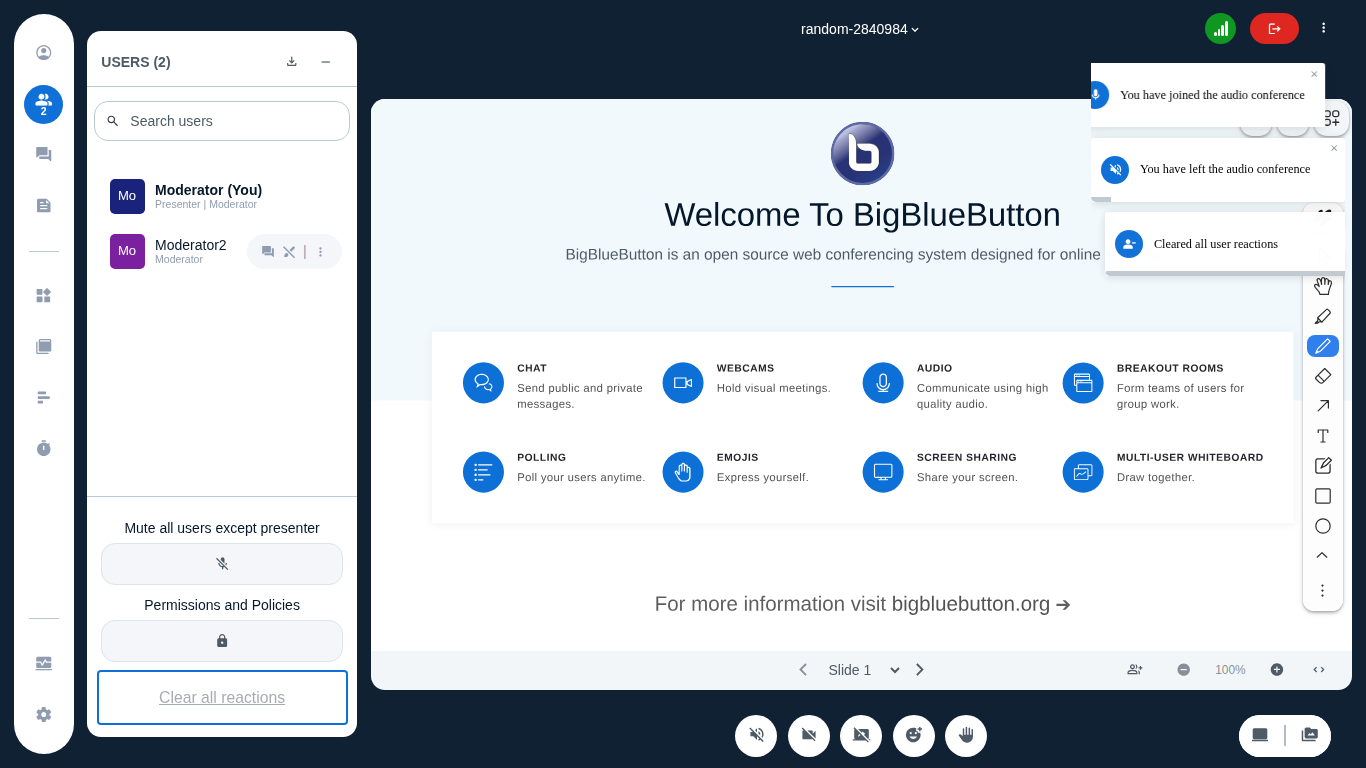 random-2840984
USERS (2)
2
Search users
Mo
Moderator (You)
Presenter | Moderator
Mo
Moderator2
Moderator
Mute all users except presenter
Permissions and Policies
Clear all reactions
You have joined the audio conference
You have left the audio conference
Cleared all user reactions
Welcome To BigBlueButton
BigBlueButton is an open source web conferencing system designed for online
CHAT
Send public and private
messages.
WEBCAMS
Hold visual meetings.
AUDIO
Communicate using high
quality audio.
BREAKOUT ROOMS
Form teams of users for
group work.
POLLING
Poll your users anytime.
EMOJIS
Express yourself.
SCREEN SHARING
Share your screen.
MULTI-USER WHITEBOARD
Draw together.
For more information visit bigbluebutton.org ➔
Slide 1
100%